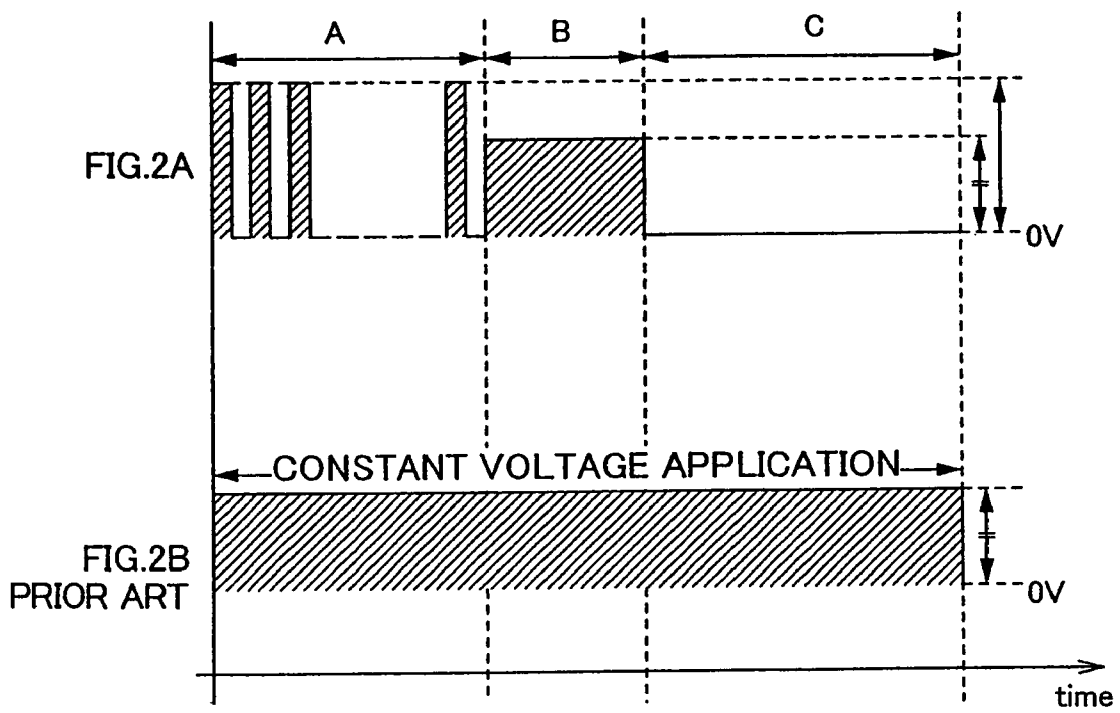 A
B
C
FIG.2A
0V
CONSTANT VOLTAGE APPLICATION
FIG.2B
PRIOR ART
0V
time